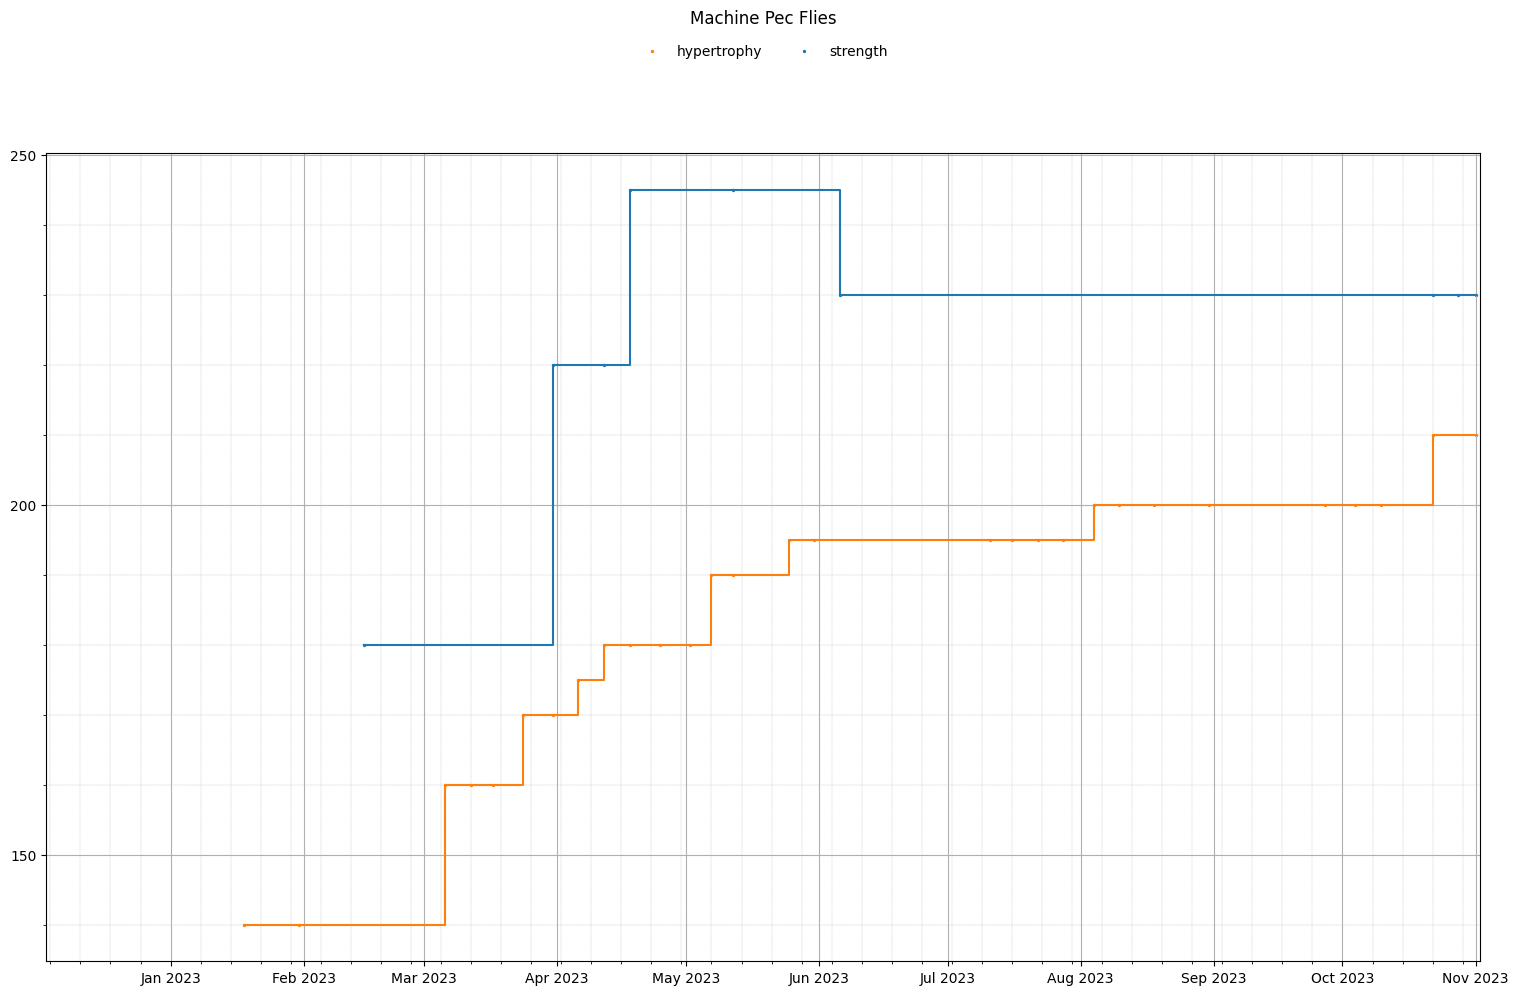 Machine Pec Flies
hypertrophy strength
250
200
150
Jan 2023 Feb 2023 Mar 2023 Apr 2023 May 2023 Jun 2023 Jul 2023 Aug 2023 Sep 2023 Oct 2023 Nov 2023